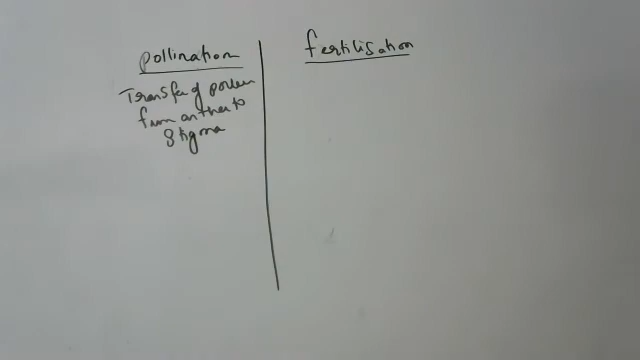 pollination
fertilisation
Transfer of pollen
from anther to
stigma